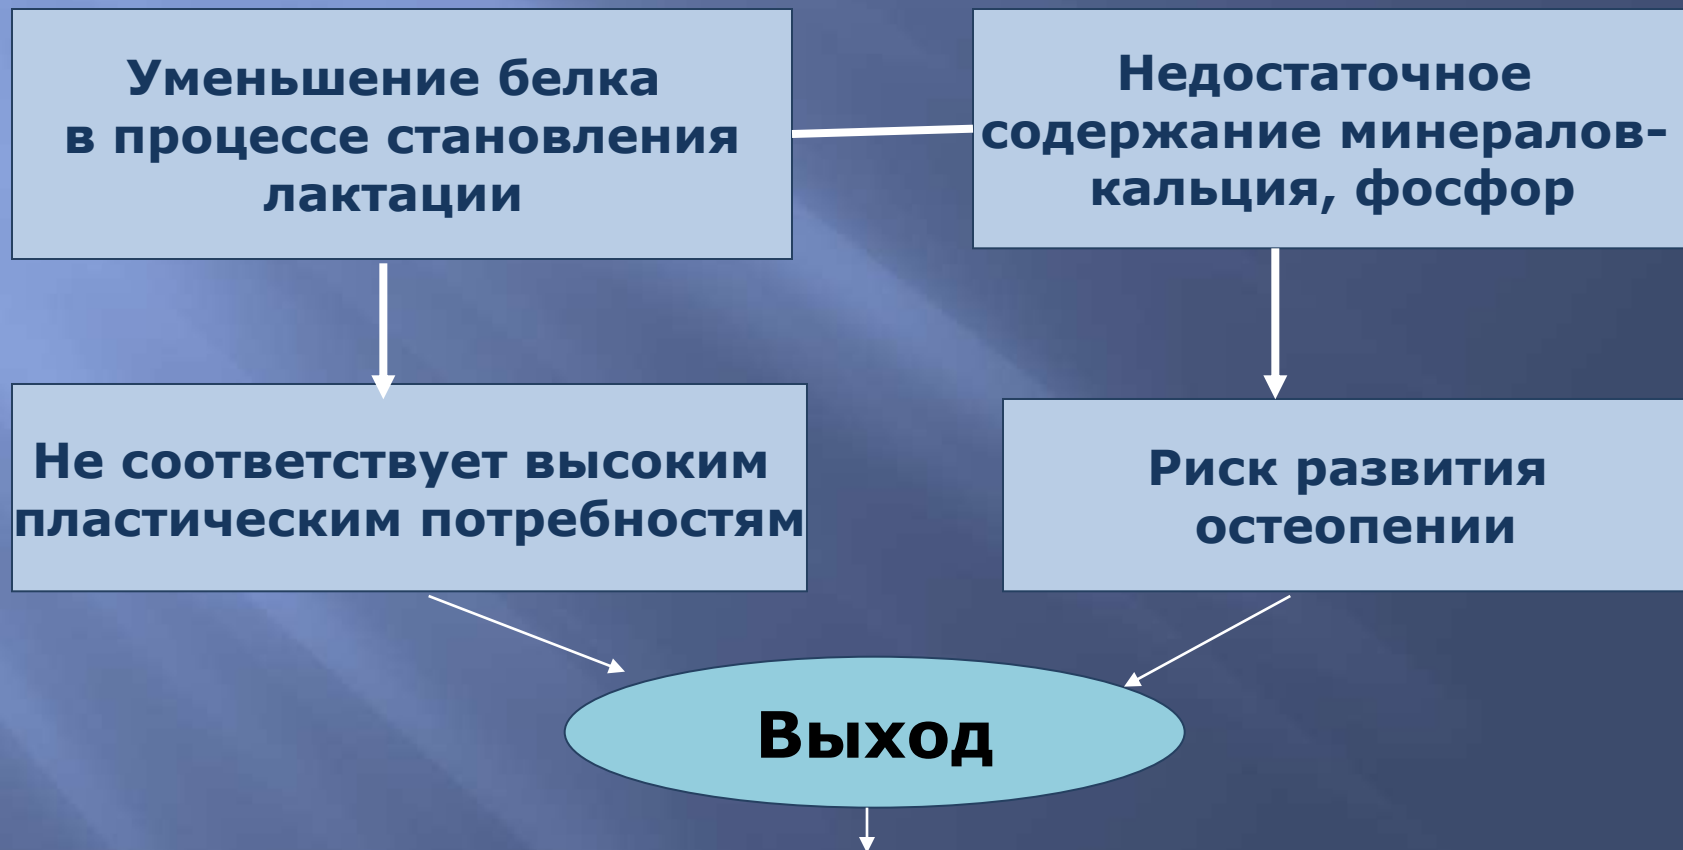 Уменьшение белка
в процессе становления
лактации
Недостаточное
содержание минералов-
кальция, фосфор
Не соответствует высоким
пластическим потребностям
Риск развития
остеопении
Выход